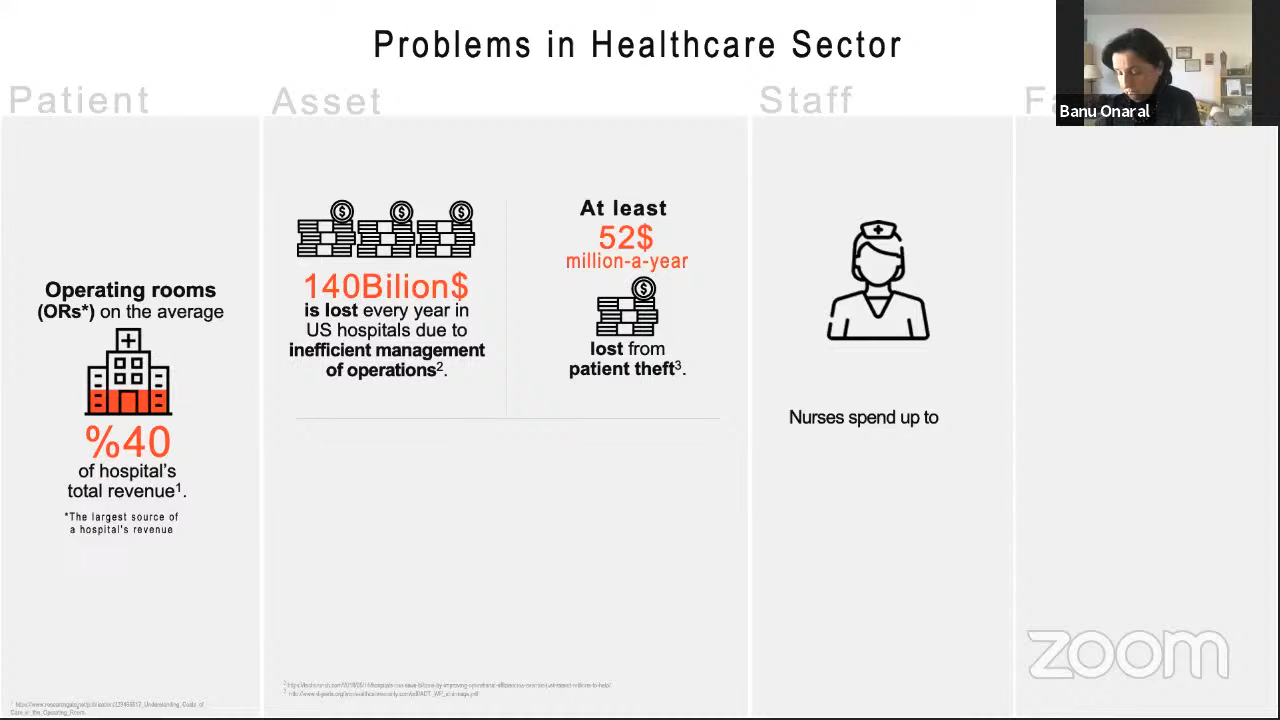 Problems in Healthcare Sector
Banu Onaral
Patient
Operating rooms
(ORs*) on the average
%40
of hospital's
total revenue1.
*The largest source of
a hospital's revenue
Asset
140Bilion$
is lost every year in
US hospitals due to
inefficient management
of operations2.
At least
52$
million-a-year
lost from
patient theft3.
Staff
Nurses spend up to
zoom